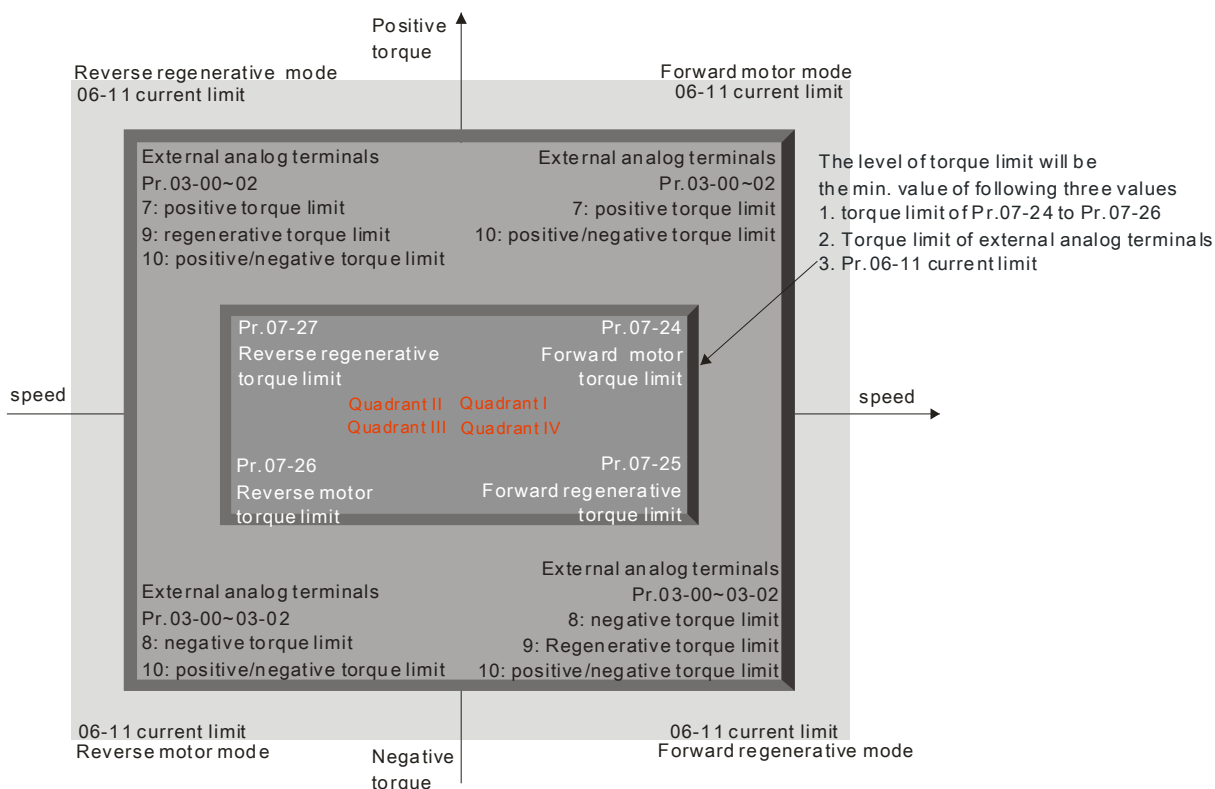 Positive
torque
Reverse regenerative mode
06-11 current limit
Forward motor mode
06-11 current limit
External analog terminals
Pr.03-00~02
7: positive torque limit
9: regenerative torque limit
10: positive/negative torque limit
External analog terminals
Pr.03-00~02
7: positive torque limit
10: positive/negative torque limit
The level of torque limit will be
the min. value of following three values
1. torque limit of Pr.07-24 to Pr.07-26
2. Torque limit of external analog terminals
3. Pr.06-11 current limit
Pr.07-27
Reverse regenerative
torque limit
Pr.07-24
Forward motor
torque limit
speed
Quadrant II
Quadrant I
speed
Quadrant III
Quadrant IV
Pr.07-26
Reverse motor
torque limit
Pr.07-25
Forward regenerative
torque limit
External analog terminals
Pr.03-00~03-02
8: negative torque limit
10: positive/negative torque limit
External analog terminals
Pr.03-00~03-02
8: negative torque limit
9: Regenerative torque limit
10: positive/negative torque limit
06-11 current limit
Reverse motor mode
06-11 current limit
Forward regenerative mode
Negative
torque